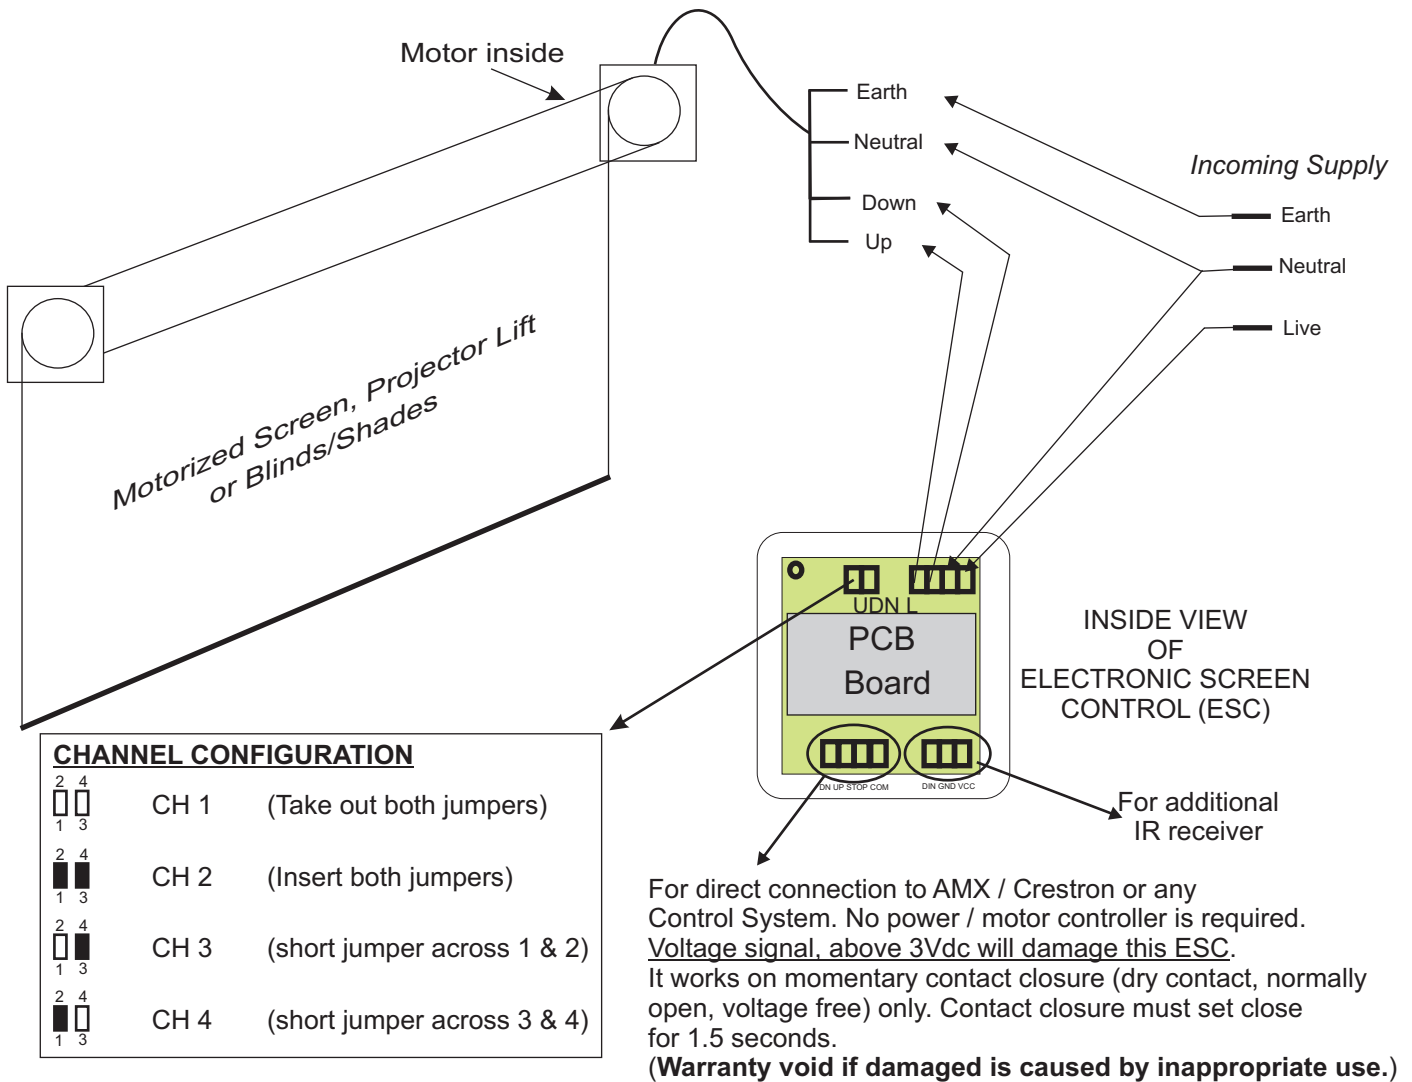 Motor inside
Earth
Neutral
Down
Up
Incoming Supply
Earth
Neutral
Live
Motorized Screen, Projector Lift
or Blinds/Shades
UDN L
PCB
Board
DN UP STOP COM
DIN GND VCC
INSIDE VIEW
OF
ELECTRONIC SCREEN
CONTROL (ESC)
For additional
IR receiver
CHANNEL CONFIGURATION
2 4
CH 1 (Take out both jumpers)
1 3
2 4
CH 2 (Insert both jumpers)
1 3
2 4
CH 3 (short jumper across 1 & 2)
1 3
2 4
CH 4 (short jumper across 3 & 4)
1 3
For direct connection to AMX / Crestron or any
Control System. No power / motor controller is required.
Voltage signal, above 3Vdc will damage this ESC.
It works on momentary contact closure (dry contact, normally
open, voltage free) only. Contact closure must set close
for 1.5 seconds.
(Warranty void if damaged is caused by inappropriate use.)